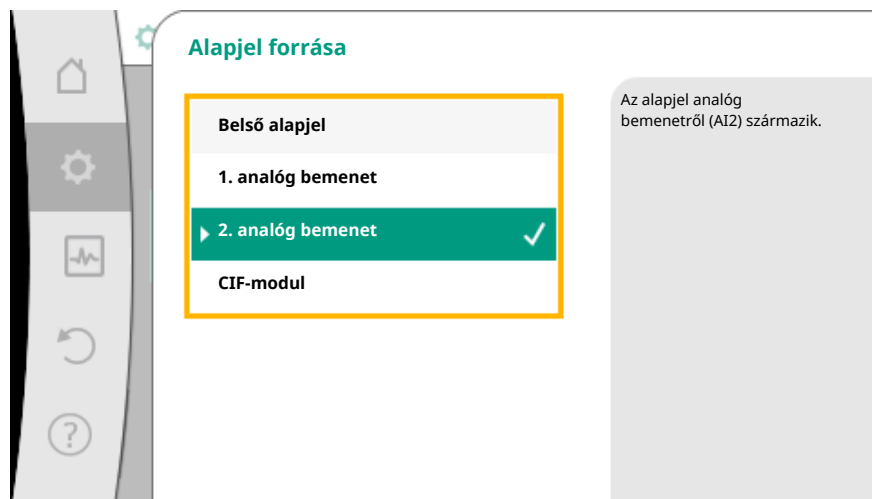 Alapjel forrása
Belső alapjel
1. analóg bemenet
2. analóg bemenet
CIF-modul
Az alapjel analóg
bemenetről (AI2) származik.
?